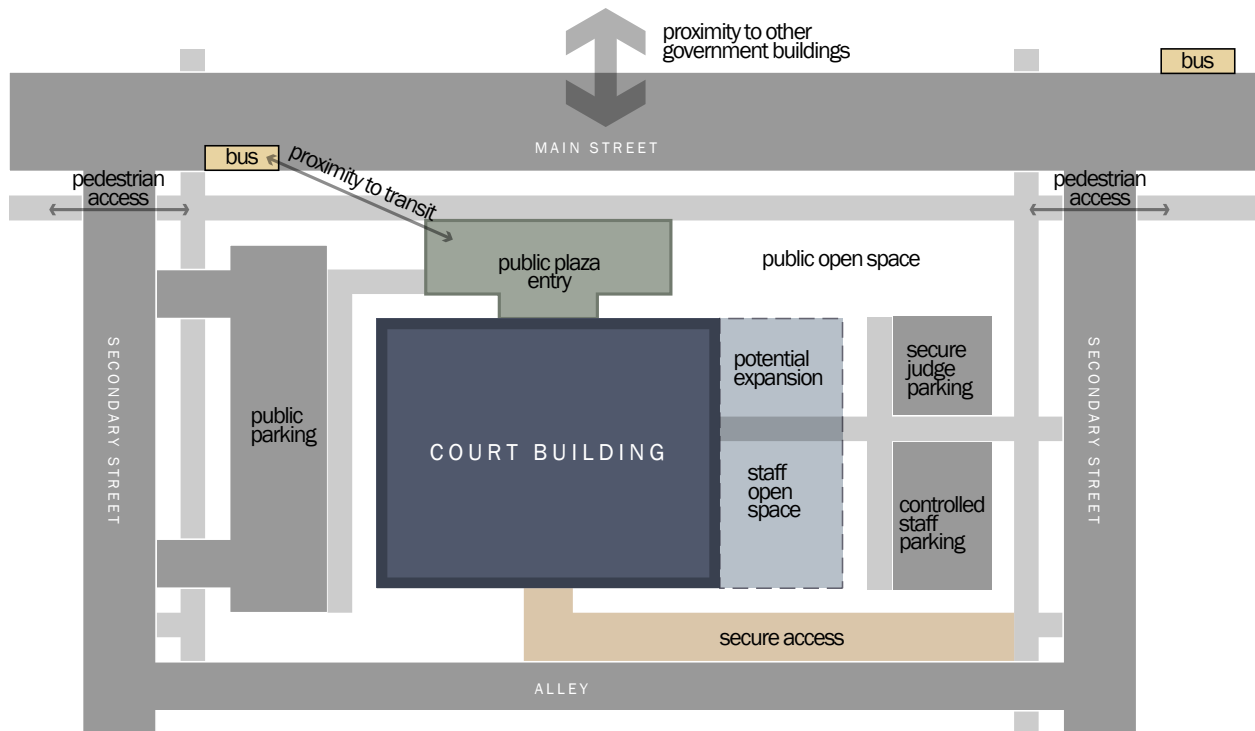 proximity to other
government buildings
bus
MAIN STREET
bus
proximity to transit
pedestrian
access
pedestrian
access
public plaza
entry
public open space
SECONDARY STREET
public
parking
COURT BUILDING
potential
expansion
staff
open
space
secure
judge
parking
controlled
staff
parking
SECONDARY STREET
secure access
ALLEY